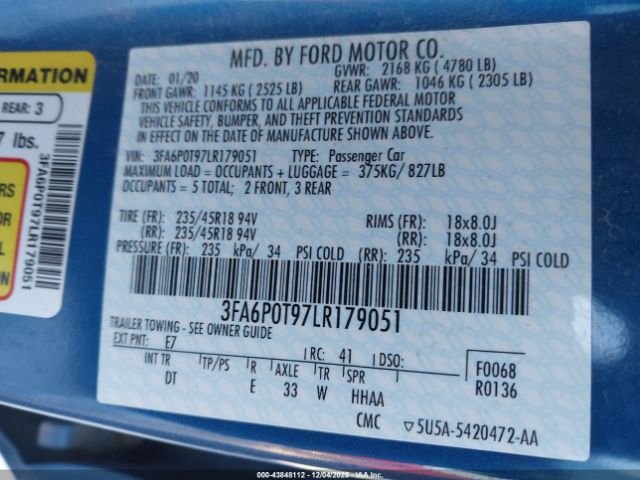 MFD. BY FORD MOTOR CO.
DATE: 01/20 GVWR: 2168 KG ( 4780 LB)
FRONT GAWR: 1145 KG ( 2525 LB) REAR GAWR: 1046 KG ( 2305 LB)
THIS VEHICLE CONFORMS TO ALL APPLICABLE FEDERAL MOTOR
VEHICLE SAFETY, BUMPER, AND THEFT PREVENTION STANDARDS
IN EFFECT ON THE DATE OF MANUFACTURE SHOWN ABOVE.
VIN: 3FA6P0T97LR179051 TYPE: Passenger Car
MAXIMUM LOAD = OCCUPANTS + LUGGAGE = 375KG/ 827LB
OCCUPANTS = 5 TOTAL; 2 FRONT, 3 REAR
TIRE (FR): 235/45R18 94V RIMS (FR): 18x8.0J
(RR): 235/45R18 94V (RR): 18x8.0J
PRESSURE (FR): 235 kPa/ 34 PSI COLD (RR): 235 kPa/ 34 PSI COLD
3FA6P0T97LR179051
TRAILER TOWING - SEE OWNER GUIDE
EXT PNT: E7 RC: 41 DSO: F0068
INT TR TP/PS R AXLE TR SPR R0136
DT E 33 W HHAA
CMC 5U5A-5420472-AA
FORMATION
REAR: 3
7 lbs.
RS
OR
L
ON
3FA6P0T97LR179051
000-43848112 - 12/04/2025 - IAAI.COM